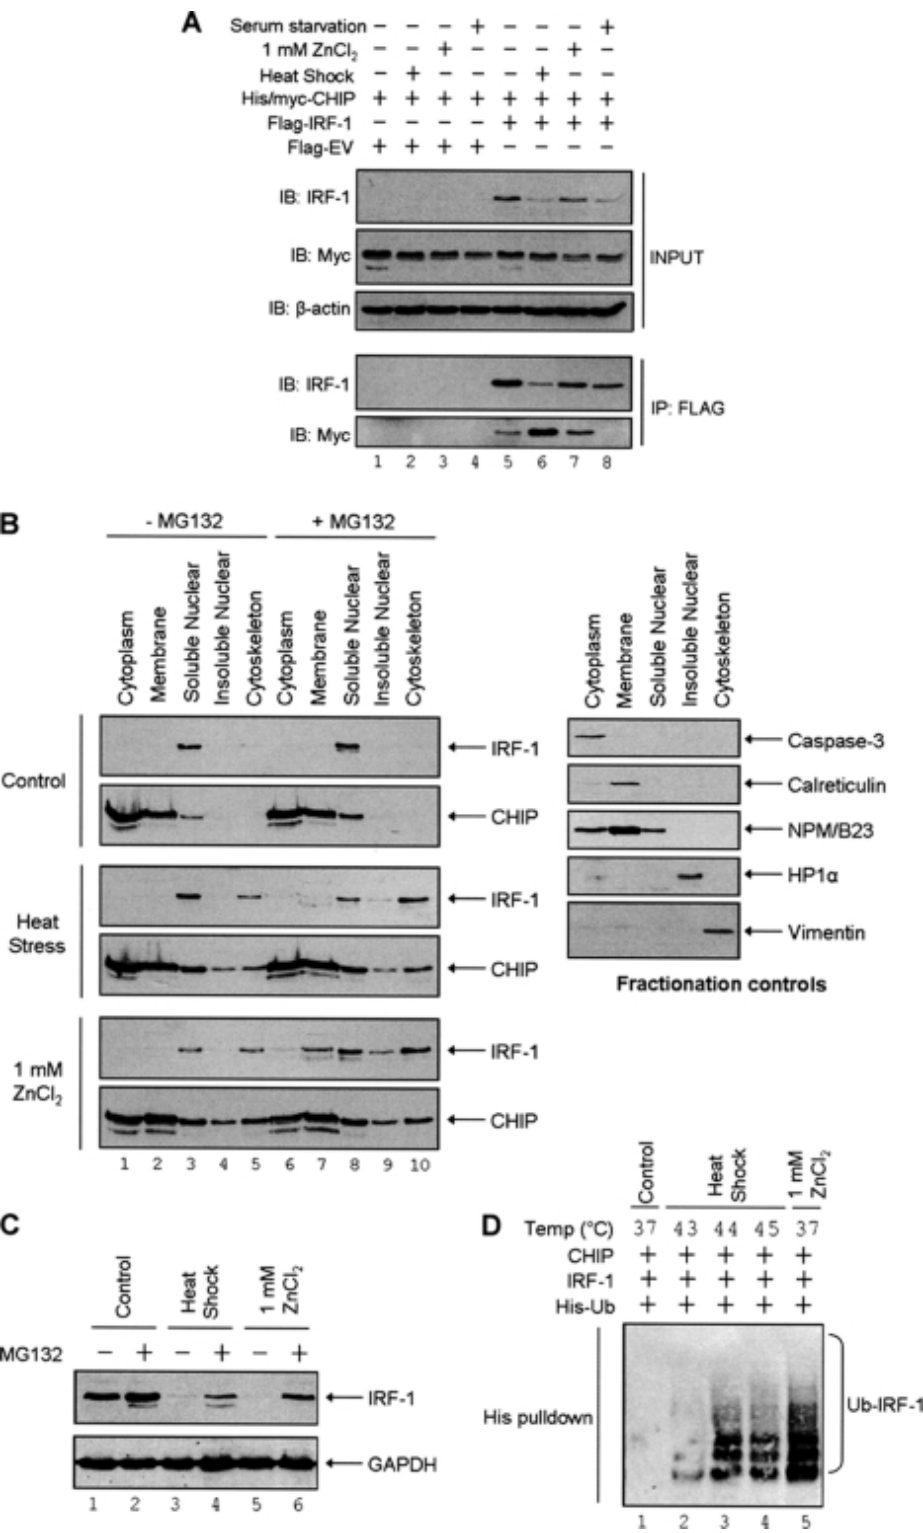 A
Serum starvation − − − + − − − +
1 mM ZnCl2 − − + − − − + −
Heat Shock − + − − − + − −
His/myc-CHIP + + + + + + + +
Flag-IRF-1 − − − − + + + +
Flag-EV + + + + − − − −
IB: IRF-1
IB: Myc
IB: β-actin
INPUT
IB: IRF-1
IB: Myc
IP: FLAG
1 2 3 4 5 6 7 8
B
- MG132 + MG132
Cytoplasm Membrane Soluble Nuclear Insoluble Nuclear Cytoskeleton Cytoplasm Membrane Soluble Nuclear Insoluble Nuclear Cytoskeleton
Control
IRF-1
CHIP
Heat Stress
IRF-1
CHIP
1 mM ZnCl2
IRF-1
CHIP
1 2 3 4 5 6 7 8 9 10
Cytoplasm Membrane Soluble Nuclear Insoluble Nuclear Cytoskeleton
Caspase-3
Calreticulin
NPM/B23
HP1α
Vimentin
Fractionation controls
C
Control Heat Shock 1 mM ZnCl2
MG132 − + − + − +
IRF-1
GAPDH
1 2 3 4 5 6
D
Control Heat Shock 1 mM ZnCl2
Temp (°C) 37 43 44 45 37
CHIP + + + + +
IRF-1 + + + + +
His-Ub + + + + +
His pulldown
Ub-IRF-1
1 2 3 4 5